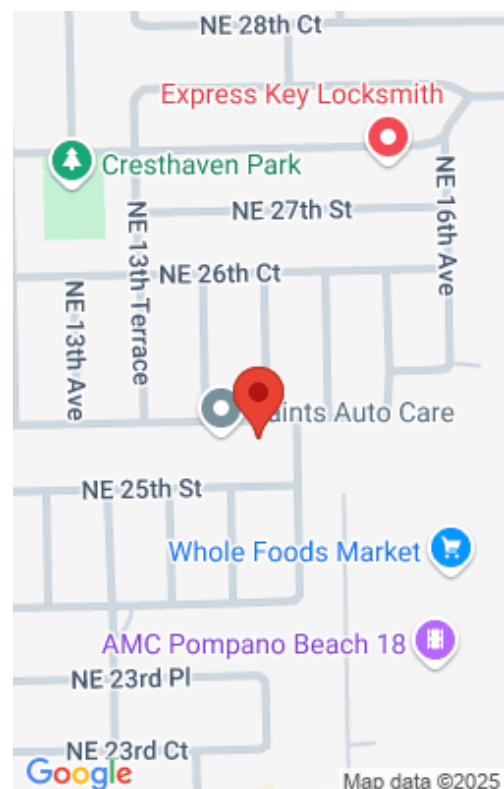 NE 28th Ct
Express Key Locksmith
Cresthaven Park
NE 16th Ave
NE 27th St
NE 13th Terrace
NE 26th Ct
NE 13th Ave
aints Auto Care
NE 25th St
Whole Foods Market
AMC Pompano Beach 18
NE 23rd Pl
NE 23rd Ct
Google
Map data ©2025